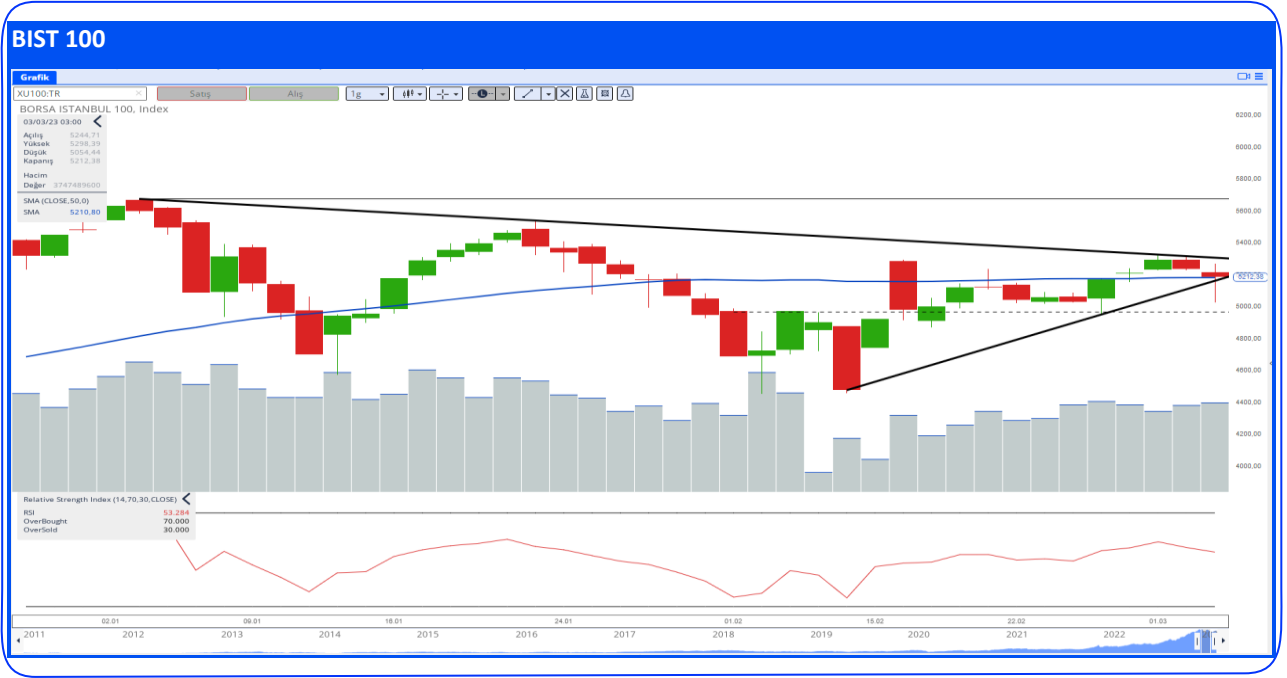 BIST 100
Grafik
XU100:TR
Satış
Alış
1g
L
BORSA ISTANBUL 100, Index
03/03/23 03:00
Açılış 5244,71
Yüksek 5298,39
Düşük 5054,44
Kapanış 5212,38
Hacim
Değer 3747489600
SMA (CLOSE,50,0)
SMA 5210,80
6200,00
6000,00
5800,00
5600,00
5400,00
5212,38
5000,00
4800,00
4600,00
4400,00
4200,00
4000,00
Relative Strength Index (14,70,30,CLOSE)
RSI 53.284
OverBought 70.000
OverSold 30.000
02.01 09.01 16.01 24.01 01.02 15.02 22.02 01.03
2011 2012 2013 2014 2015 2016 2017 2018 2019 2020 2021 2022